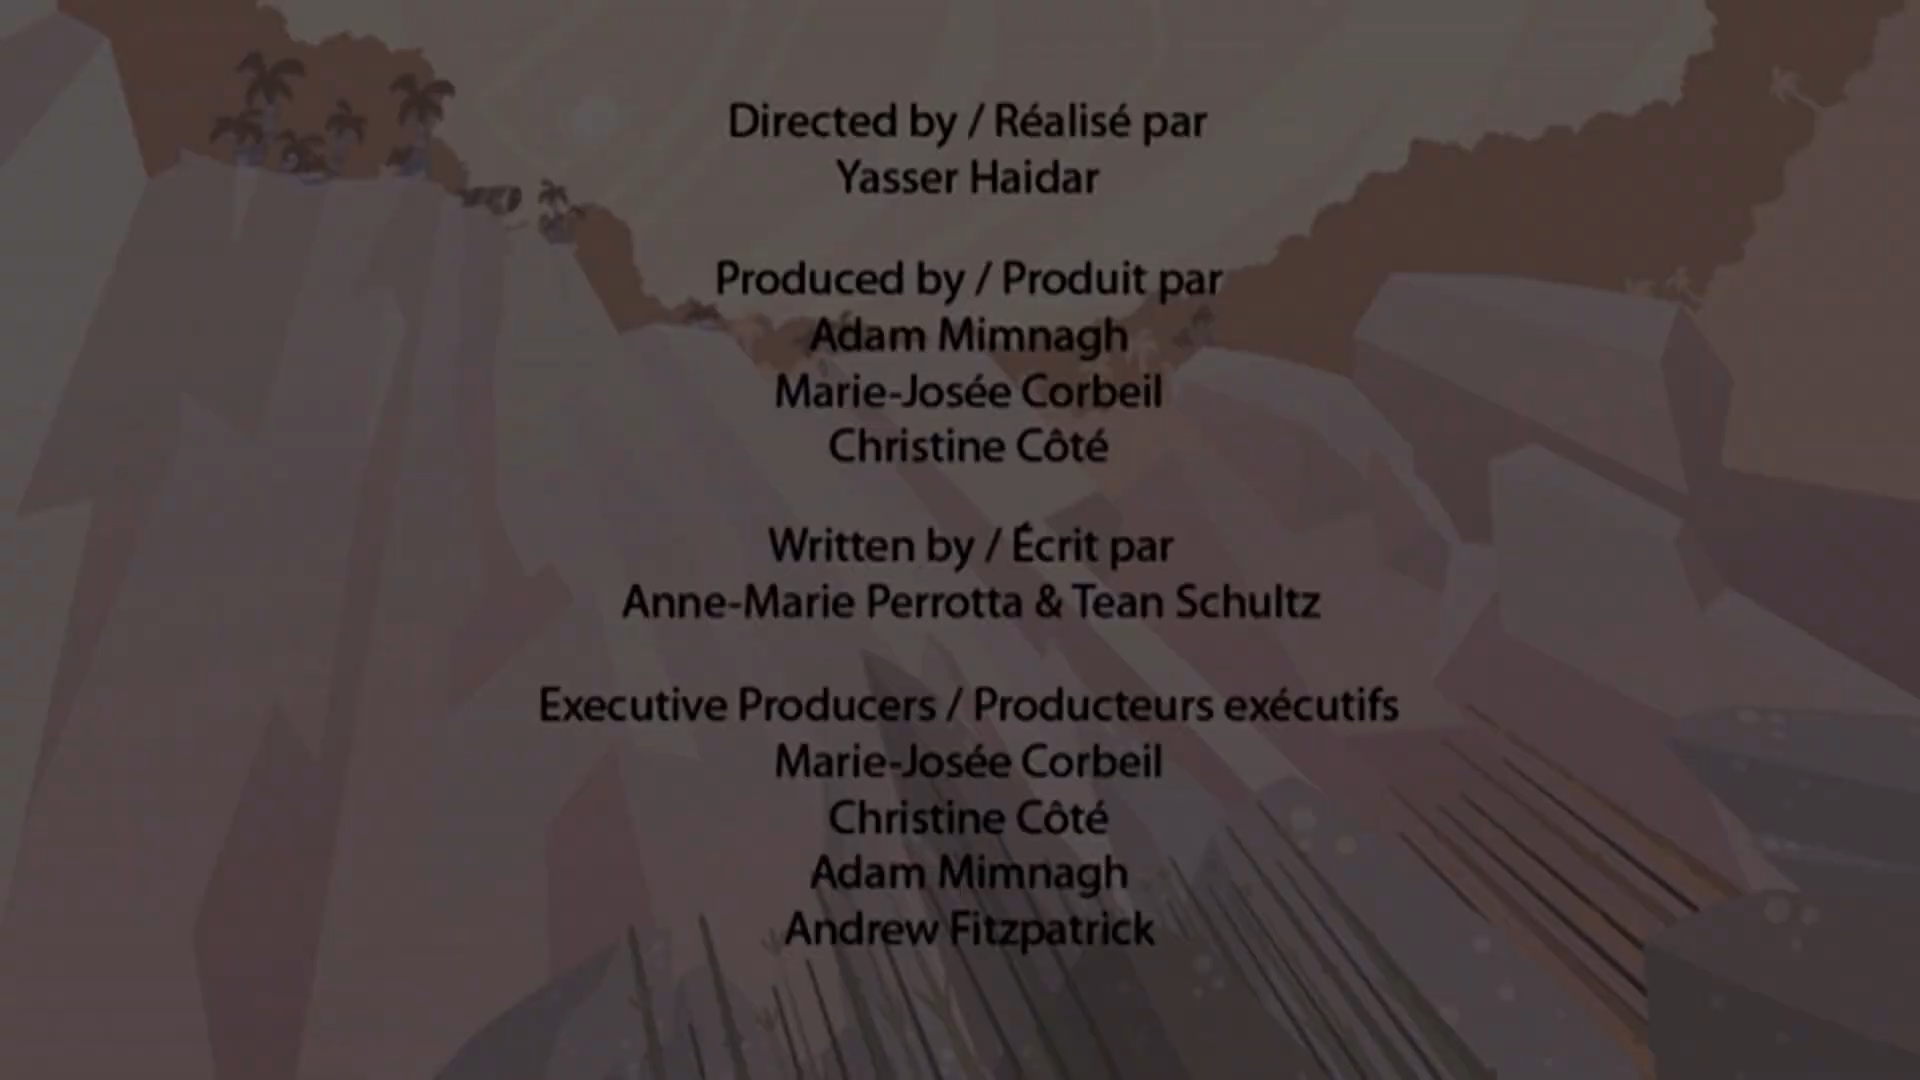 Directed by / Réalisé par
Yasser Haidar
Produced by / Produit par
Adam Mimnagh
Marie-Josée Corbeil
Christine Côté
Written by / Écrit par
Anne-Marie Perrotta & Tean Schultz
Executive Producers / Producteurs exécutifs
Marie-Josée Corbeil
Christine Côté
Adam Mimnagh
Andrew Fitzpatrick